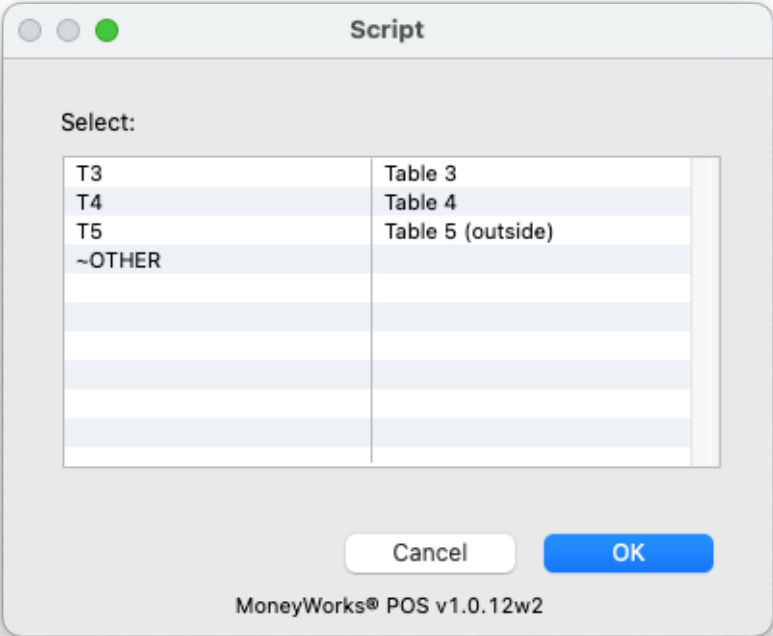 Script
Select:
T3 Table 3
T4 Table 4
T5 Table 5 (outside)
~OTHER
Cancel OK
MoneyWorks® POS v1.0.12w2